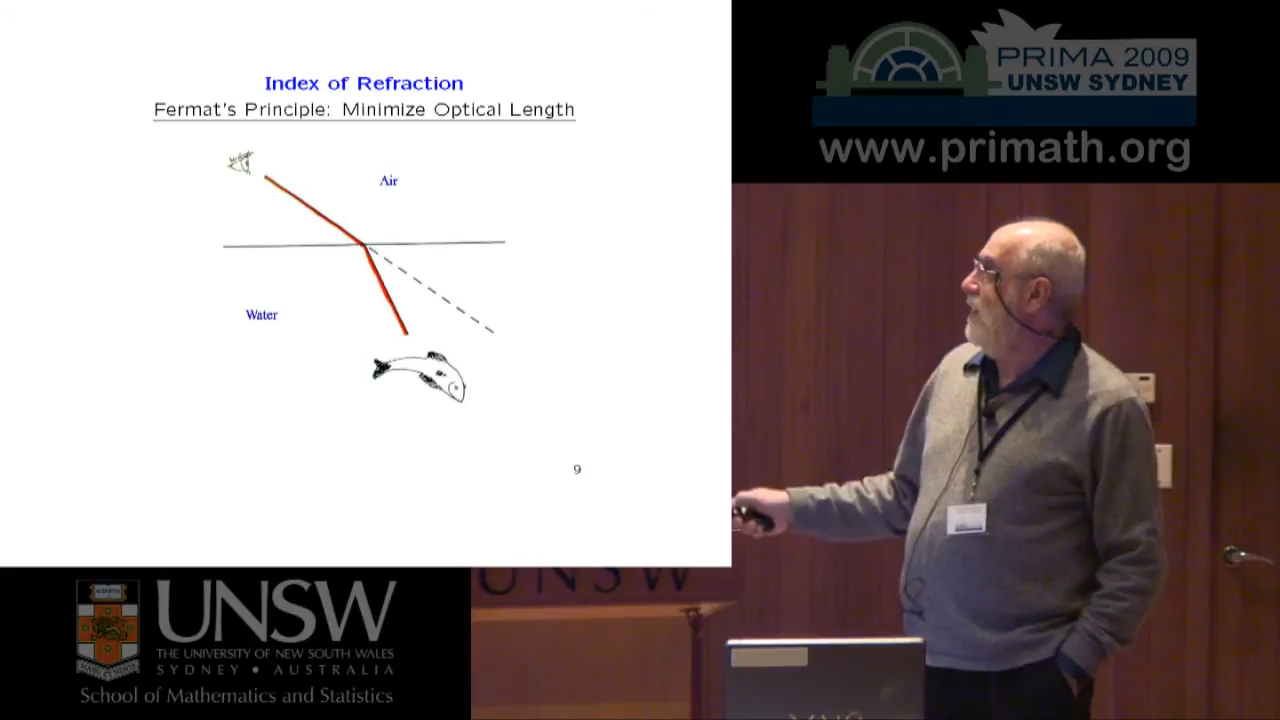 Index of Refraction
Fermat's Principle: Minimize Optical Length
Air
Water
9
PRIMA 2009
UNSW SYDNEY
www.primath.org
UNSW
UNSW
THE UNIVERSITY OF NEW SOUTH WALES
SYDNEY • AUSTRALIA
School of Mathematics and Statistics